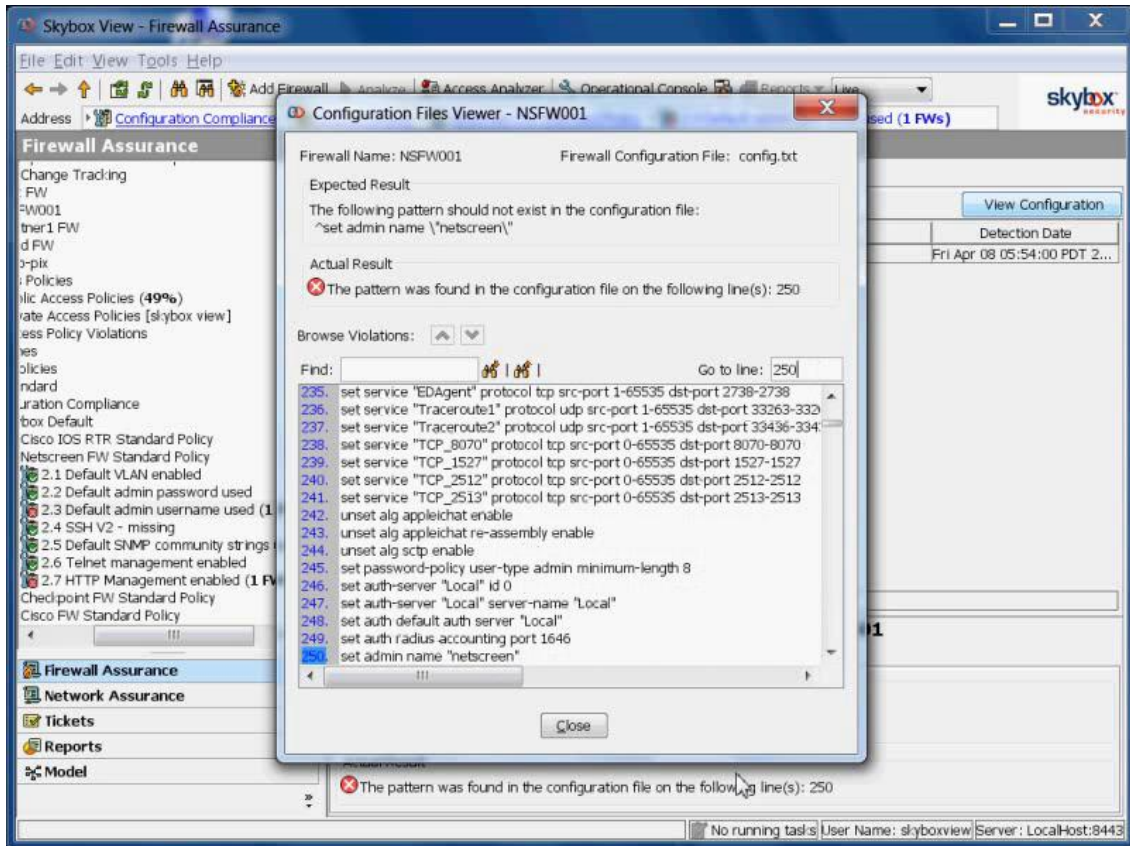 Skybox View - Firewall Assurance
File Edit View Tools Help
Add Firewall Analyze Access Analyzer Operational Console Reports Live
skybox
security
Address Configuration Compliance
sed (1 FWs)
Firewall Assurance
Change Tracking
FW
FW001
tner1 FW
d FW
o-pix
Policies
lic Access Policies (49%)
vate Access Policies [skybox view]
ess Policy Violations
es
olicies
ndard
uration Compliance
box Default
Cisco IOS RTR Standard Policy
Netscreen FW Standard Policy
2.1 Default VLAN enabled
2.2 Default admin password used
2.3 Default admin username used (1
2.4 SSH V2 - missing
2.5 Default SNMP community strings
2.6 Telnet management enabled
2.7 HTTP Management enabled (1 FW
Checkpoint FW Standard Policy
Cisco FW Standard Policy
Firewall Assurance
Network Assurance
Tickets
Reports
Model
View Configuration
Detection Date
Fri Apr 08 05:54:00 PDT 2...
Configuration Files Viewer - NSFW001
Firewall Name: NSFW001 Firewall Configuration File: config.txt
Expected Result
The following pattern should not exist in the configuration file:
^set admin name \"netscreen\"
Actual Result
The pattern was found in the configuration file on the following line(s): 250
Browse Violations:
Find: Go to line: 250
235. set service "EDAgent" protocol tcp src-port 1-65535 dst-port 2738-2738
236. set service "Traceroute1" protocol udp src-port 1-65535 dst-port 33263-332
237. set service "Traceroute2" protocol udp src-port 1-65535 dst-port 33436-334
238. set service "TCP_8070" protocol tcp src-port 0-65535 dst-port 8070-8070
239. set service "TCP_1527" protocol tcp src-port 0-65535 dst-port 1527-1527
240. set service "TCP_2512" protocol tcp src-port 0-65535 dst-port 2512-2512
241. set service "TCP_2513" protocol tcp src-port 0-65535 dst-port 2513-2513
242. unset alg appleichat enable
243. unset alg appleichat re-assembly enable
244. unset alg sctp enable
245. set password-policy user-type admin minimum-length 8
246. set auth-server "Local" id 0
247. set auth-server "Local" server-name "Local"
248. set auth default auth server "Local"
249. set auth radius accounting port 1646
250. set admin name "netscreen"
Close
01
Actual Result
The pattern was found in the configuration file on the following line(s): 250
No running tasks User Name: skyboxview Server: LocalHost:8443